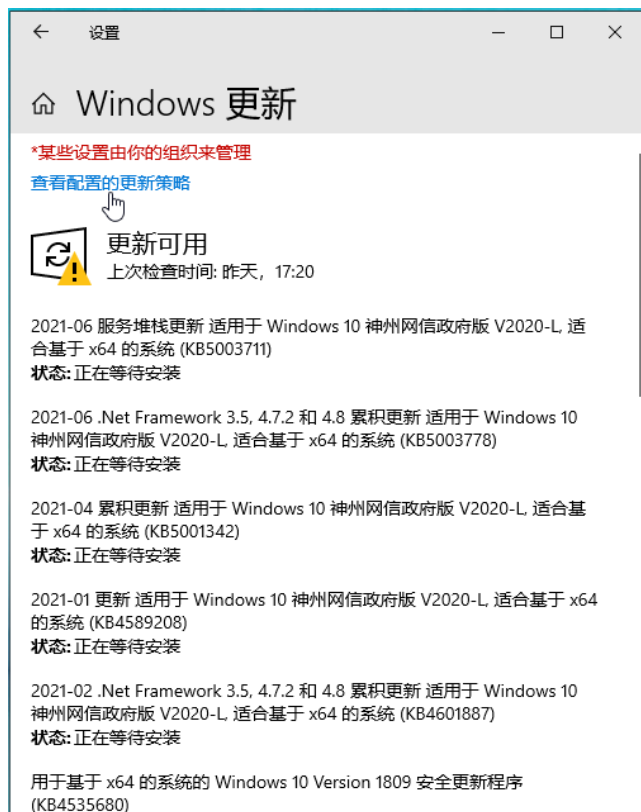 设置
Windows 更新
*某些设置由你的组织来管理
查看配置的更新策略
更新可用
上次检查时间: 昨天，17:20
2021-06 服务堆栈更新 适用于 Windows 10 神州网信政府版 V2020-L, 适
合基于 x64 的系统 (KB5003711)
状态: 正在等待安装
2021-06 .Net Framework 3.5, 4.7.2 和 4.8 累积更新 适用于 Windows 10
神州网信政府版 V2020-L, 适合基于 x64 的系统 (KB5003778)
状态: 正在等待安装
2021-04 累积更新 适用于 Windows 10 神州网信政府版 V2020-L, 适合基
于 x64 的系统 (KB5001342)
状态: 正在等待安装
2021-01 更新 适用于 Windows 10 神州网信政府版 V2020-L, 适合基于 x64
的系统 (KB4589208)
状态: 正在等待安装
2021-02 .Net Framework 3.5, 4.7.2 和 4.8 累积更新 适用于 Windows 10
神州网信政府版 V2020-L, 适合基于 x64 的系统 (KB4601887)
状态: 正在等待安装
用于基于 x64 的系统的 Windows 10 Version 1809 安全更新程序
(KB4535680)